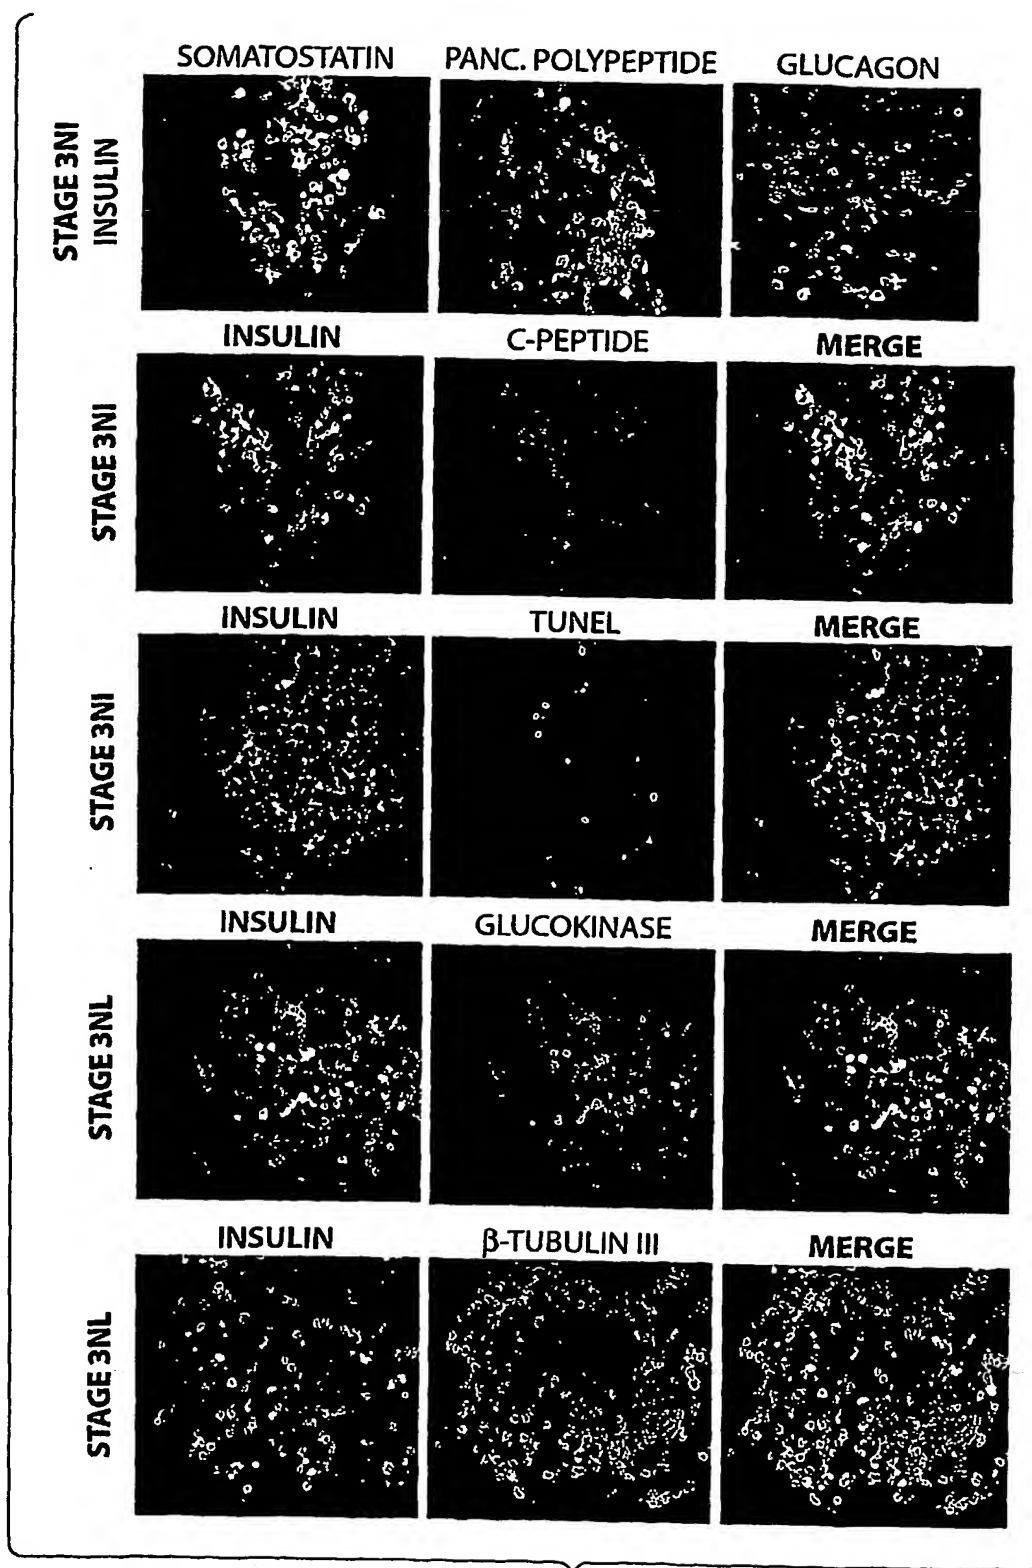 SOMATOSTATIN PANC. POLYPEPTIDE GLUCAGON
STAGE 3NI
INSULIN
INSULIN C-PEPTIDE MERGE
STAGE 3NI
INSULIN TUNEL MERGE
STAGE 3NI
INSULIN GLUCOKINASE MERGE
STAGE 3NL
INSULIN β-TUBULIN III MERGE
STAGE 3NL